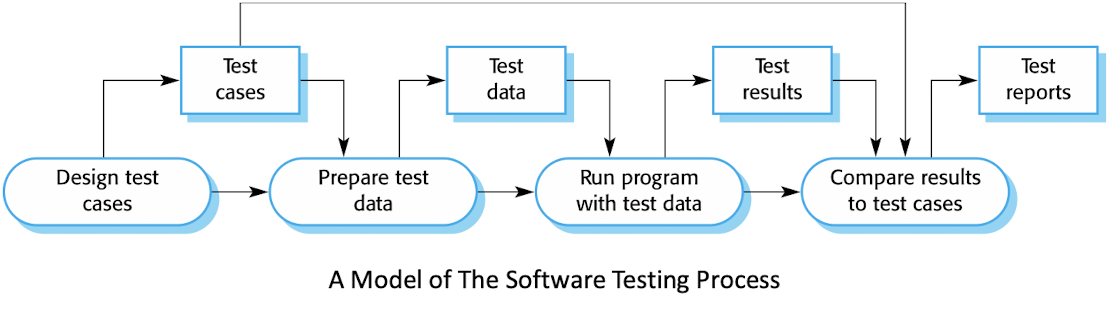 Test
cases
Test
data
Test
results
Test
reports
Design test
cases
Prepare test
data
Run program
with test data
Compare results
to test cases
A Model of The Software Testing Process